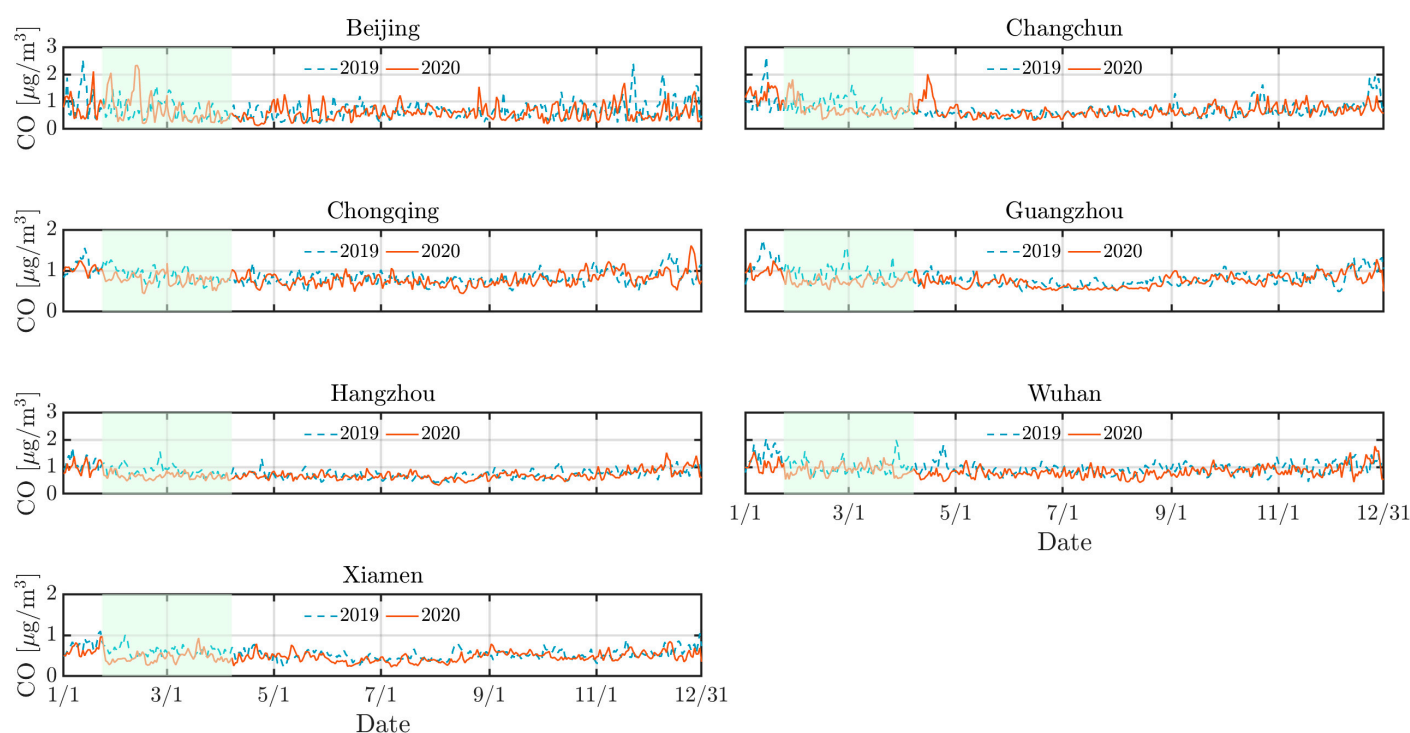 Beijing
CO [μg/m³]
3
2
1
0
2019 2020
Changchun
2019 2020
Chongqing
CO [μg/m³]
2
1
0
2019 2020
Guangzhou
2019 2020
Hangzhou
CO [μg/m³]
3
2
1
0
2019 2020
Wuhan
2019 2020
1/1 3/1 5/1 7/1 9/1 11/1 12/31
Date
Xiamen
CO [μg/m³]
2
1
0
2019 2020
1/1 3/1 5/1 7/1 9/1 11/1 12/31
Date